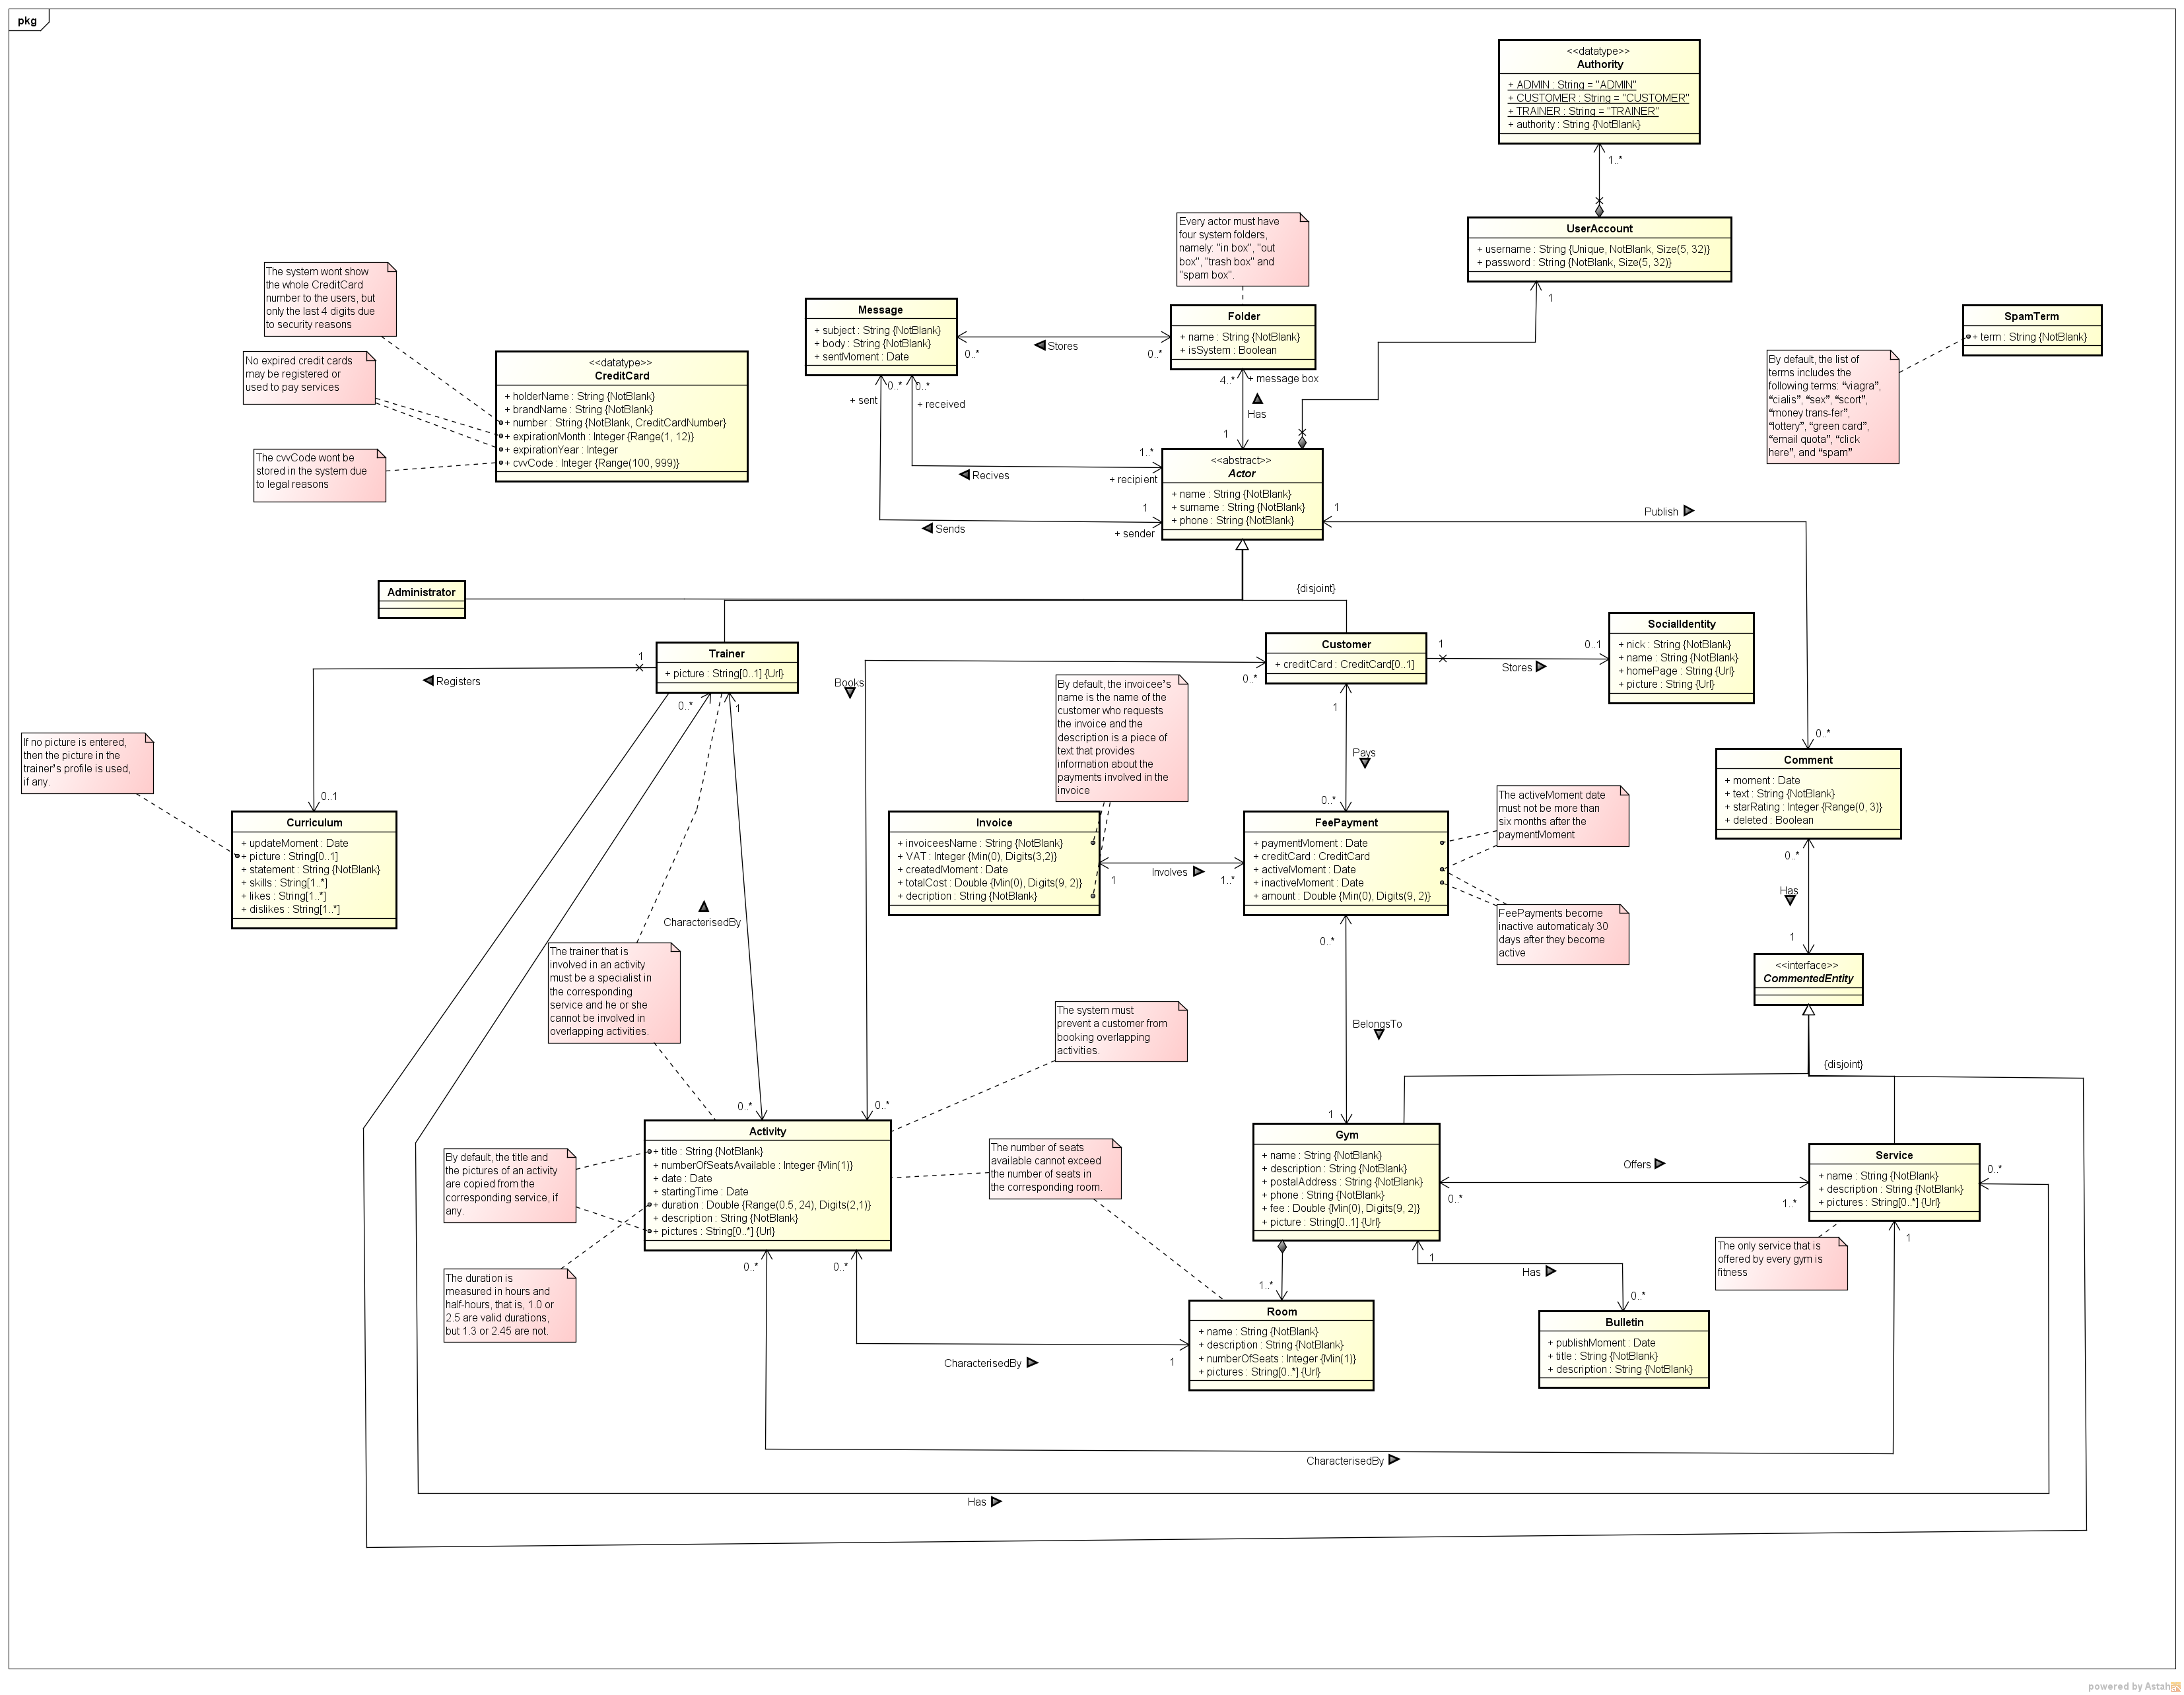 pkg
<<datatype>>
Authority
+ ADMIN : String = "ADMIN"
+ CUSTOMER : String = "CUSTOMER"
+ TRAINER : String = "TRAINER"
+ authority : String {NotBlank}
1..*
UserAccount
+ username : String {Unique, NotBlank, Size(5, 32)}
+ password : String {NotBlank, Size(5, 32)}
1
Every actor must have
four system folders,
namely: "in box", "out
box", "trash box" and
"spam box".
The system wont show
the whole CreditCard
number to the users, but
only the last 4 digits due
to security reasons
No expired credit cards
may be registered or
used to pay services
The cvvCode wont be
stored in the system due
to legal reasons
<<datatype>>
CreditCard
+ holderName : String {NotBlank}
+ brandName : String {NotBlank}
+ number : String {NotBlank, CreditCardNumber}
+ expirationMonth : Integer {Range(1, 12)}
+ expirationYear : Integer
+ cvvCode : Integer {Range(100, 999)}
Message
+ subject : String {NotBlank}
+ body : String {NotBlank}
+ sentMoment : Date
0..*
Stores
0..*
Folder
+ name : String {NotBlank}
+ isSystem : Boolean
SpamTerm
+ term : String {NotBlank}
By default, the list of
terms includes the
following terms: “viagra”,
“cialis”, “sex”, “scort”,
“money trans-fer”,
“lottery”, “green card”,
“email quota”, “click
here”, and “spam”
4..*
+ message box
Has
1
0..*
0..*
+ sent
+ received
1..*
Recives
+ recipient
1
Sends
+ sender
<<abstract>>
Actor
+ name : String {NotBlank}
+ surname : String {NotBlank}
+ phone : String {NotBlank}
1
Publish
{disjoint}
Administrator
Trainer
+ picture : String[0..1] {Url}
1
Registers
0..*
1
Books
Customer
+ creditCard : CreditCard[0..1]
0..*
1
Stores
0..1
SocialIdentity
+ nick : String {NotBlank}
+ name : String {NotBlank}
+ homePage : String {Url}
+ picture : String {Url}
By default, the invoicee’s
name is the name of the
customer who requests
the invoice and the
description is a piece of
text that provides
information about the
payments involved in the
invoice
1
Pays
0..*
0..*
Comment
+ moment : Date
+ text : String {NotBlank}
+ starRating : Integer {Range(0, 3)}
+ deleted : Boolean
If no picture is entered,
then the picture in the
trainer’s profile is used,
if any.
0..1
Curriculum
+ updateMoment : Date
+ picture : String[0..1]
+ statement : String {NotBlank}
+ skills : String[1..*]
+ likes : String[1..*]
+ dislikes : String[1..*]
Invoice
+ invoiceesName : String {NotBlank}
+ VAT : Integer {Min(0), Digits(3,2)}
+ createdMoment : Date
+ totalCost : Double {Min(0), Digits(9, 2)}
+ decription : String {NotBlank}
1
Involves
1..*
FeePayment
+ paymentMoment : Date
+ creditCard : CreditCard
+ activeMoment : Date
+ inactiveMoment : Date
+ amount : Double {Min(0), Digits(9, 2)}
The activeMoment date
must not be more than
six months after the
paymentMoment
FeePayments become
inactive automaticaly 30
days after they become
active
0..*
Has
1
<<interface>>
CommentedEntity
{disjoint}
CharacterisedBy
The trainer that is
involved in an activity
must be a specialist in
the corresponding
service and he or she
cannot be involved in
overlapping activities.
0..*
BelongsTo
1
The system must
prevent a customer from
booking overlapping
activities.
0..*
0..*
Activity
+ title : String {NotBlank}
+ numberOfSeatsAvailable : Integer {Min(1)}
+ date : Date
+ startingTime : Date
+ duration : Double {Range(0.5, 24), Digits(2,1)}
+ description : String {NotBlank}
+ pictures : String[0..*] {Url}
By default, the title and
the pictures of an activity
are copied from the
corresponding service, if
any.
The duration is
measured in hours and
half-hours, that is, 1.0 or
2.5 are valid durations,
but 1.3 or 2.45 are not.
The number of seats
available cannot exceed
the number of seats in
the corresponding room.
Gym
+ name : String {NotBlank}
+ description : String {NotBlank}
+ postalAddress : String {NotBlank}
+ phone : String {NotBlank}
+ fee : Double {Min(0), Digits(9, 2)}
+ picture : String[0..1] {Url}
0..*
Offers
1..*
Service
+ name : String {NotBlank}
+ description : String {NotBlank}
+ pictures : String[0..*] {Url}
0..*
1
The only service that is
offered by every gym is
fitness
0..*
0..*
1..*
1
Has
0..*
Room
+ name : String {NotBlank}
+ description : String {NotBlank}
+ numberOfSeats : Integer {Min(1)}
+ pictures : String[0..*] {Url}
Bulletin
+ publishMoment : Date
+ title : String {NotBlank}
+ description : String {NotBlank}
CharacterisedBy
1
CharacterisedBy
Has
powered by Astah